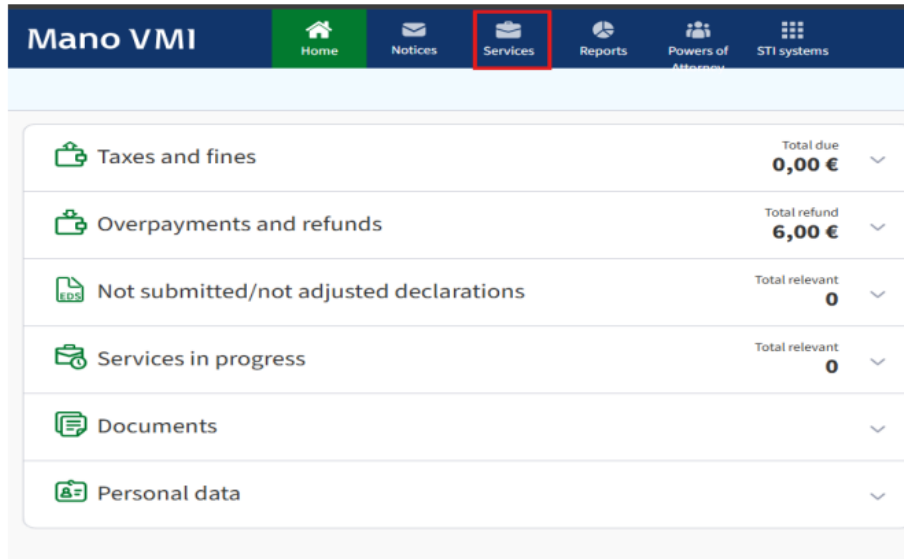 Mano VMI
Home
Notices
Services
Reports
Powers of
Attorney
STI systems
Taxes and fines
Total due
0,00 €
Overpayments and refunds
Total refund
6,00 €
EDS
Not submitted/not adjusted declarations
Total relevant
0
Services in progress
Total relevant
0
Documents
Personal data